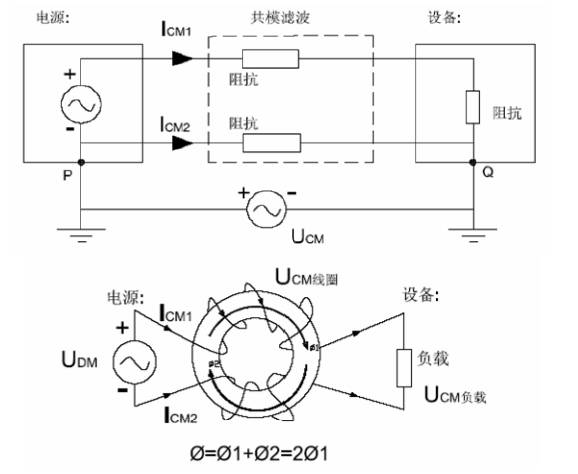 电源: 共模滤波 设备:
ICM1
+
阻抗
-
阻抗
ICM2 阻抗
P Q
+ -
UCM
UCM线圈
电源: 设备:
ICM1
+
Ø1
UDM Ø2 负载
- UCM负载
ICM2
Ø=Ø1+Ø2=2Ø1